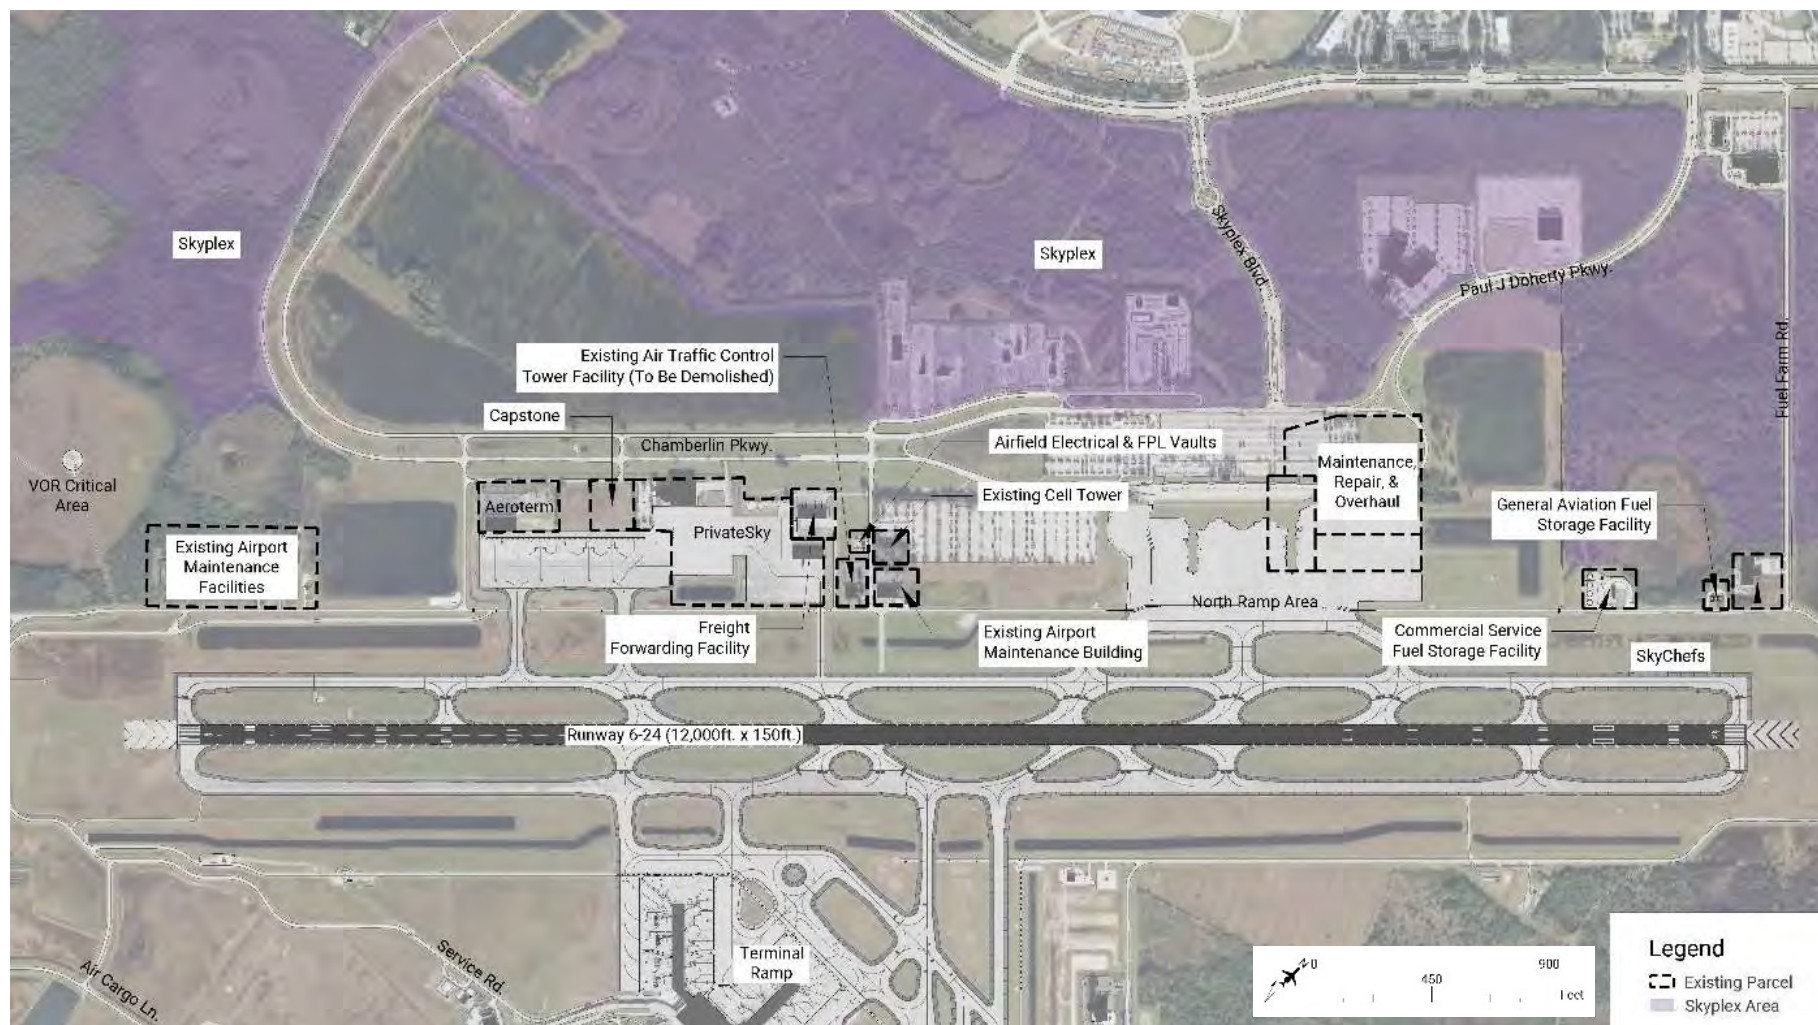 Skyplex
Skyplex
Skyplex Blvd.
Paul J Doherty Pkwy.
Fuel Farm Rd.
Existing Air Traffic Control
Tower Facility (To Be Demolished)
Capstone
Chamberlin Pkwy.
Airfield Electrical & FPL Vaults
Existing Cell Tower
Maintenance,
Repair, &
Overhaul
General Aviation Fuel
Storage Facility
VOR Critical
Area
Aeroterm
PrivateSky
Existing Airport
Maintenance
Facilities
North Ramp Area
Freight
Forwarding Facility
Existing Airport
Maintenance Building
Commercial Service
Fuel Storage Facility
SkyChefs
Runway 6-24 (12,000ft. x 150ft.)
Terminal
Ramp
Service Rd.
Air Cargo Ln.
0
450
900
Feet
Legend
Existing Parcel
Skyplex Area